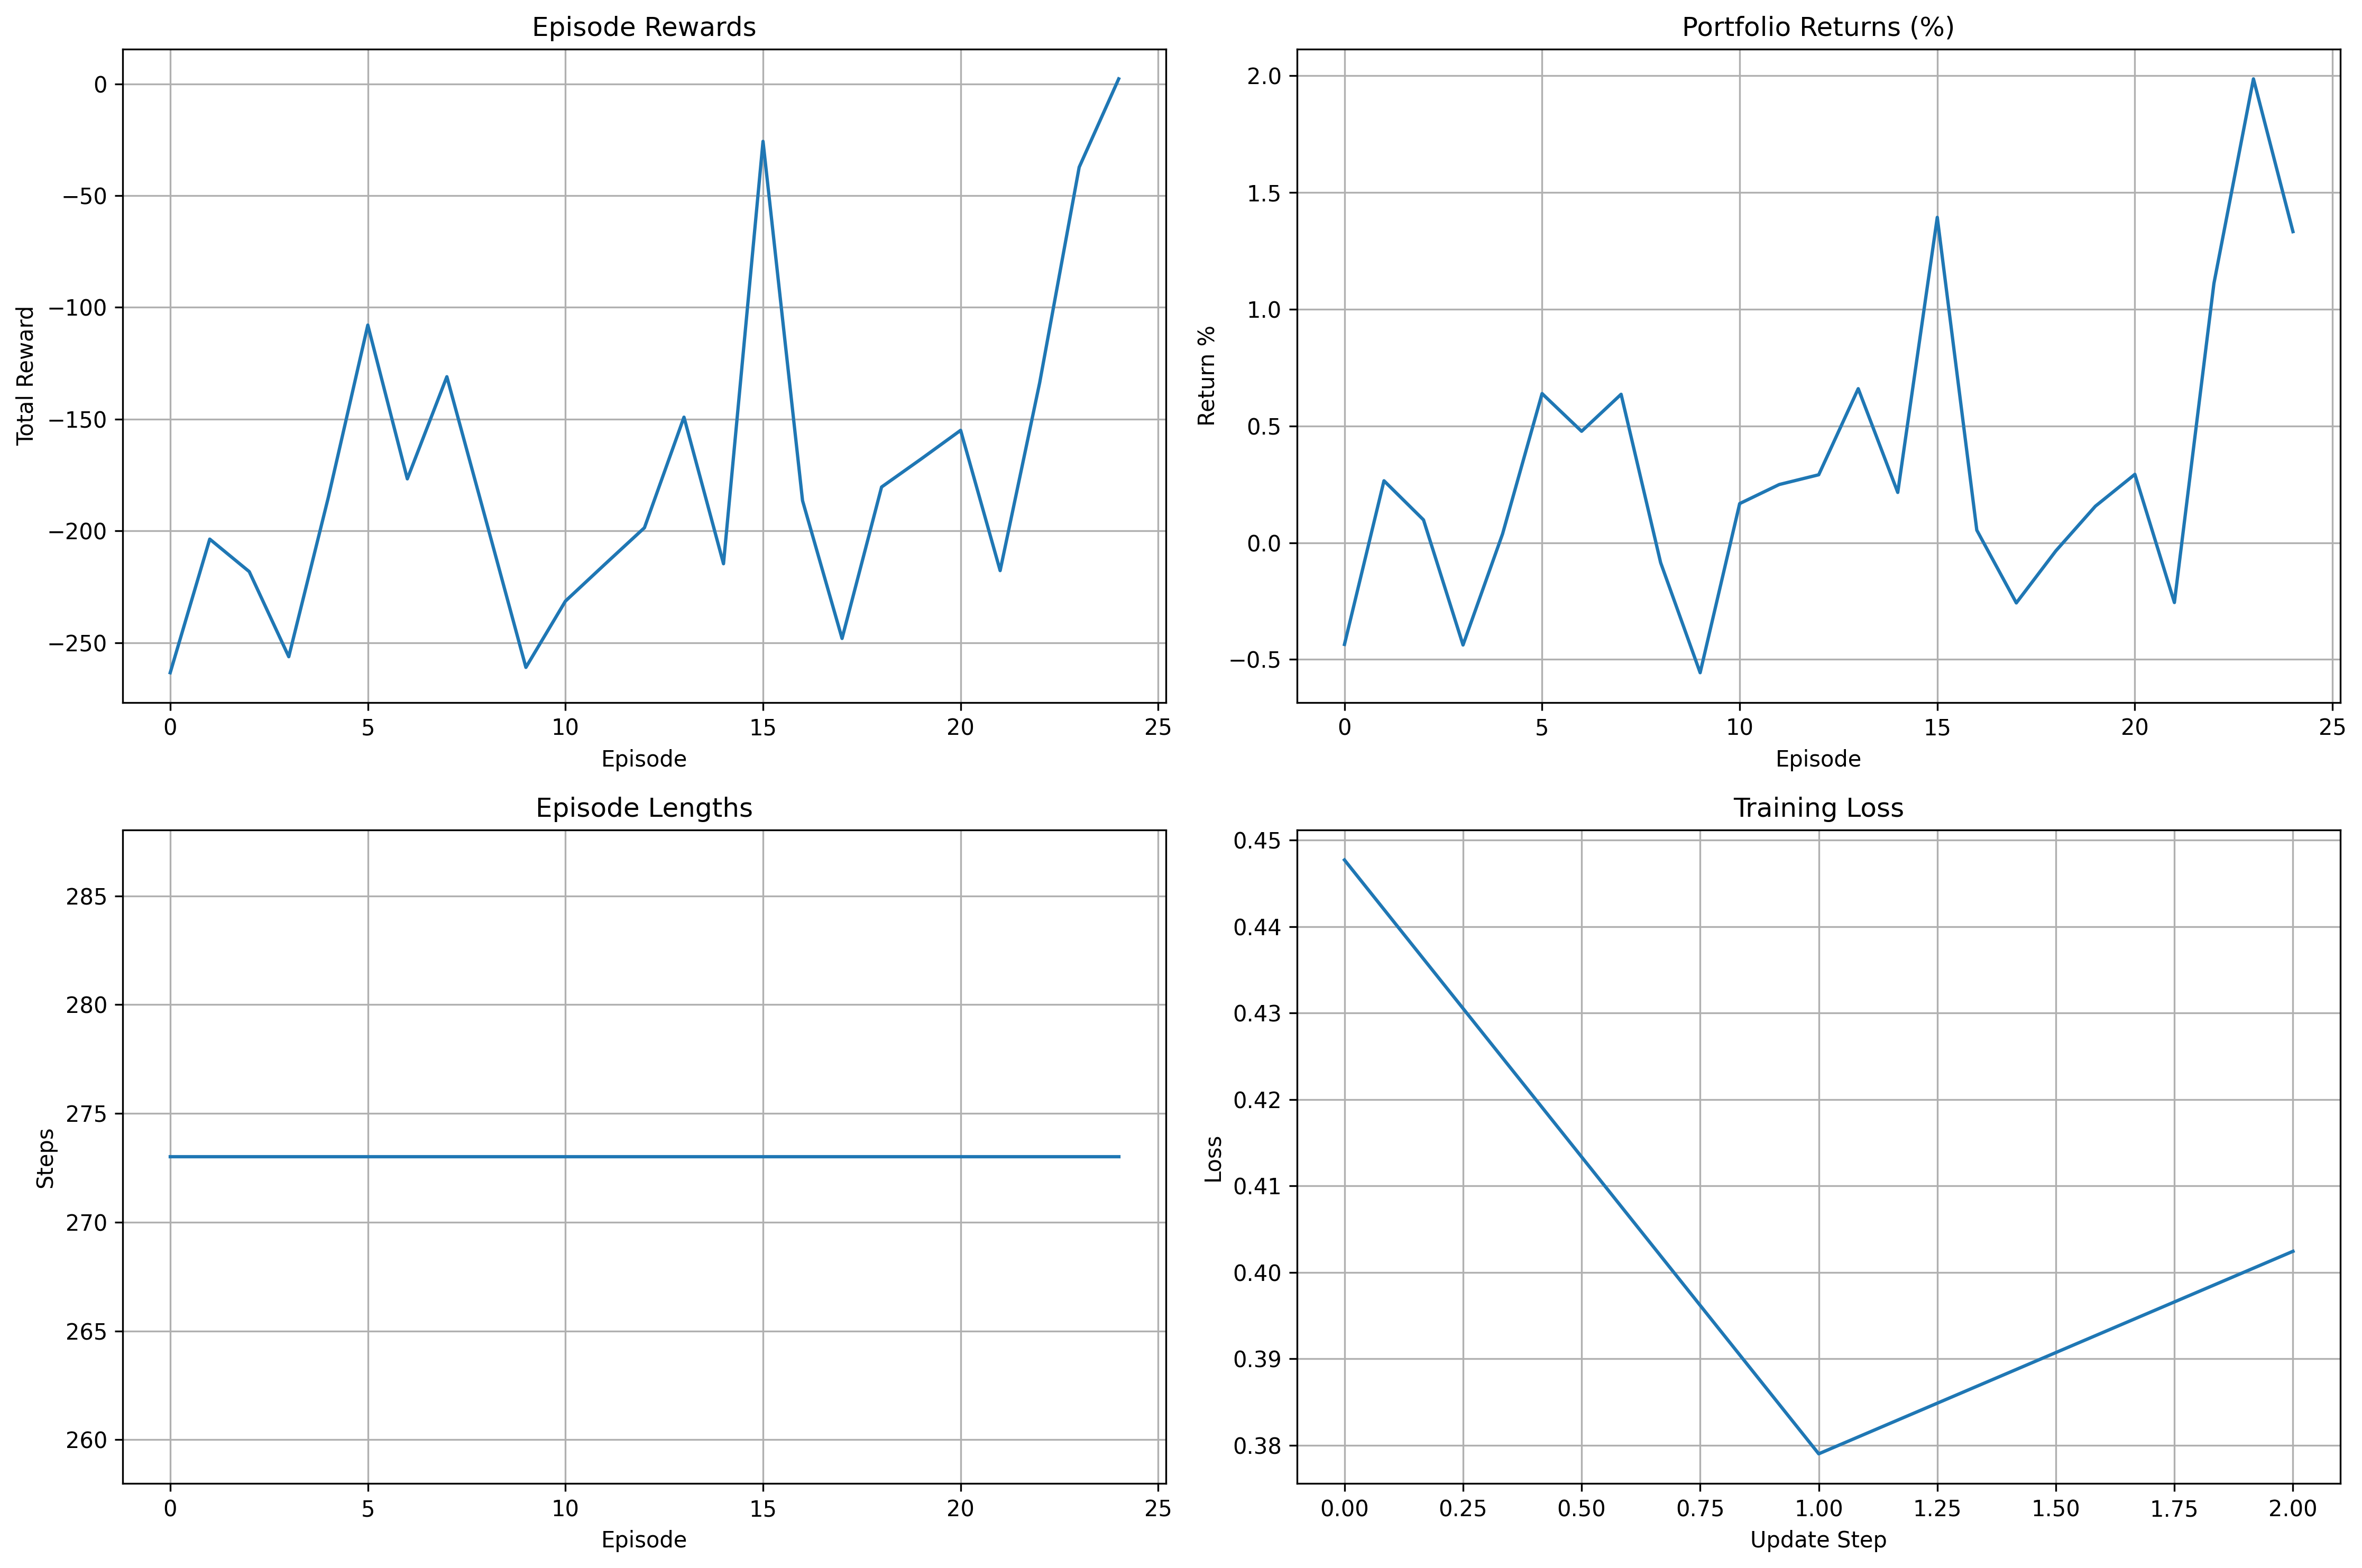 Episode Rewards
Total Reward
0
−50
−100
−150
−200
−250
0 5 10 15 20 25
Episode
Portfolio Returns (%)
Return %
2.0
1.5
1.0
0.5
0.0
−0.5
0 5 10 15 20 25
Episode
Episode Lengths
Steps
285
280
275
270
265
260
0 5 10 15 20 25
Episode
Training Loss
Loss
0.45
0.44
0.43
0.42
0.41
0.40
0.39
0.38
0.00 0.25 0.50 0.75 1.00 1.25 1.50 1.75 2.00
Update Step